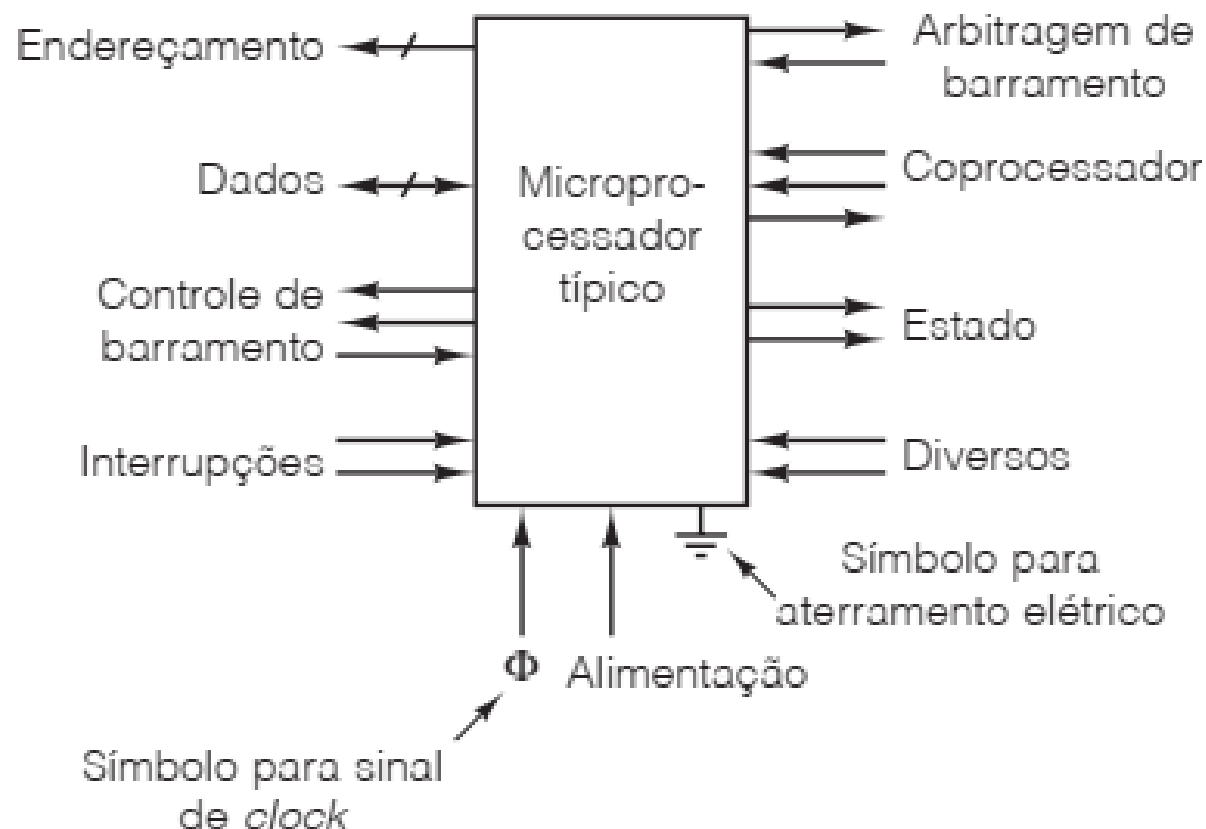 Endereçamento
Arbitragem de
barramento
Dados
Micropro-
cessador
típico
Coprocessador
Controle de
barramento
Estado
Interrupções
Diversos
Símbolo para
aterramento elétrico
Φ Alimentação
Símbolo para sinal
de clock